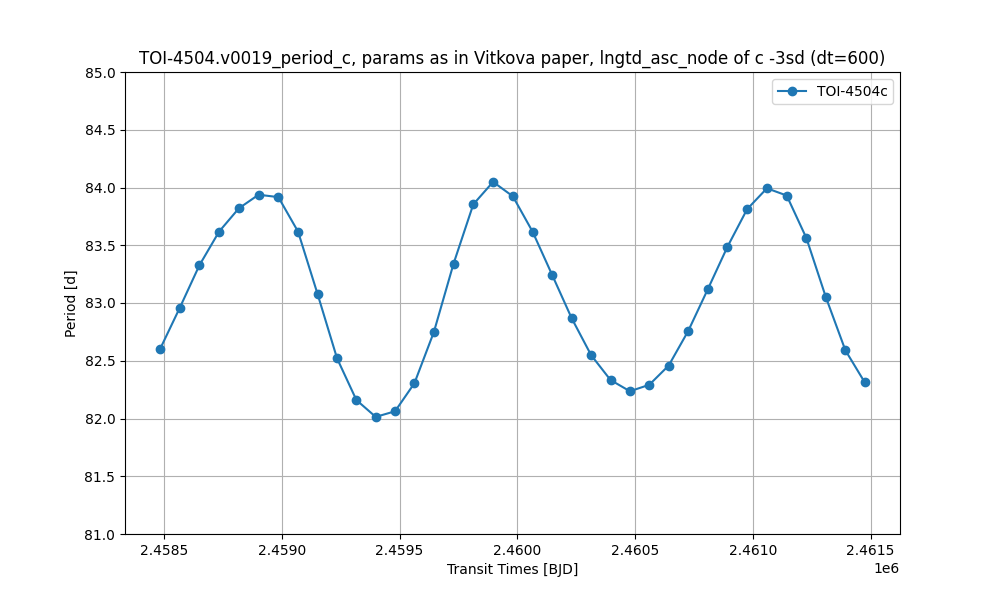 TOI-4504.v0019_period_c, params as in Vitkova paper, lngtd_asc_node of c -3sd (dt=600)
TOI-4504c
85.0
84.5
84.0
83.5
83.0
82.5
82.0
81.5
81.0
Period [d]
2.4585 2.4590 2.4595 2.4600 2.4605 2.4610 2.4615
1e6
Transit Times [BJD]